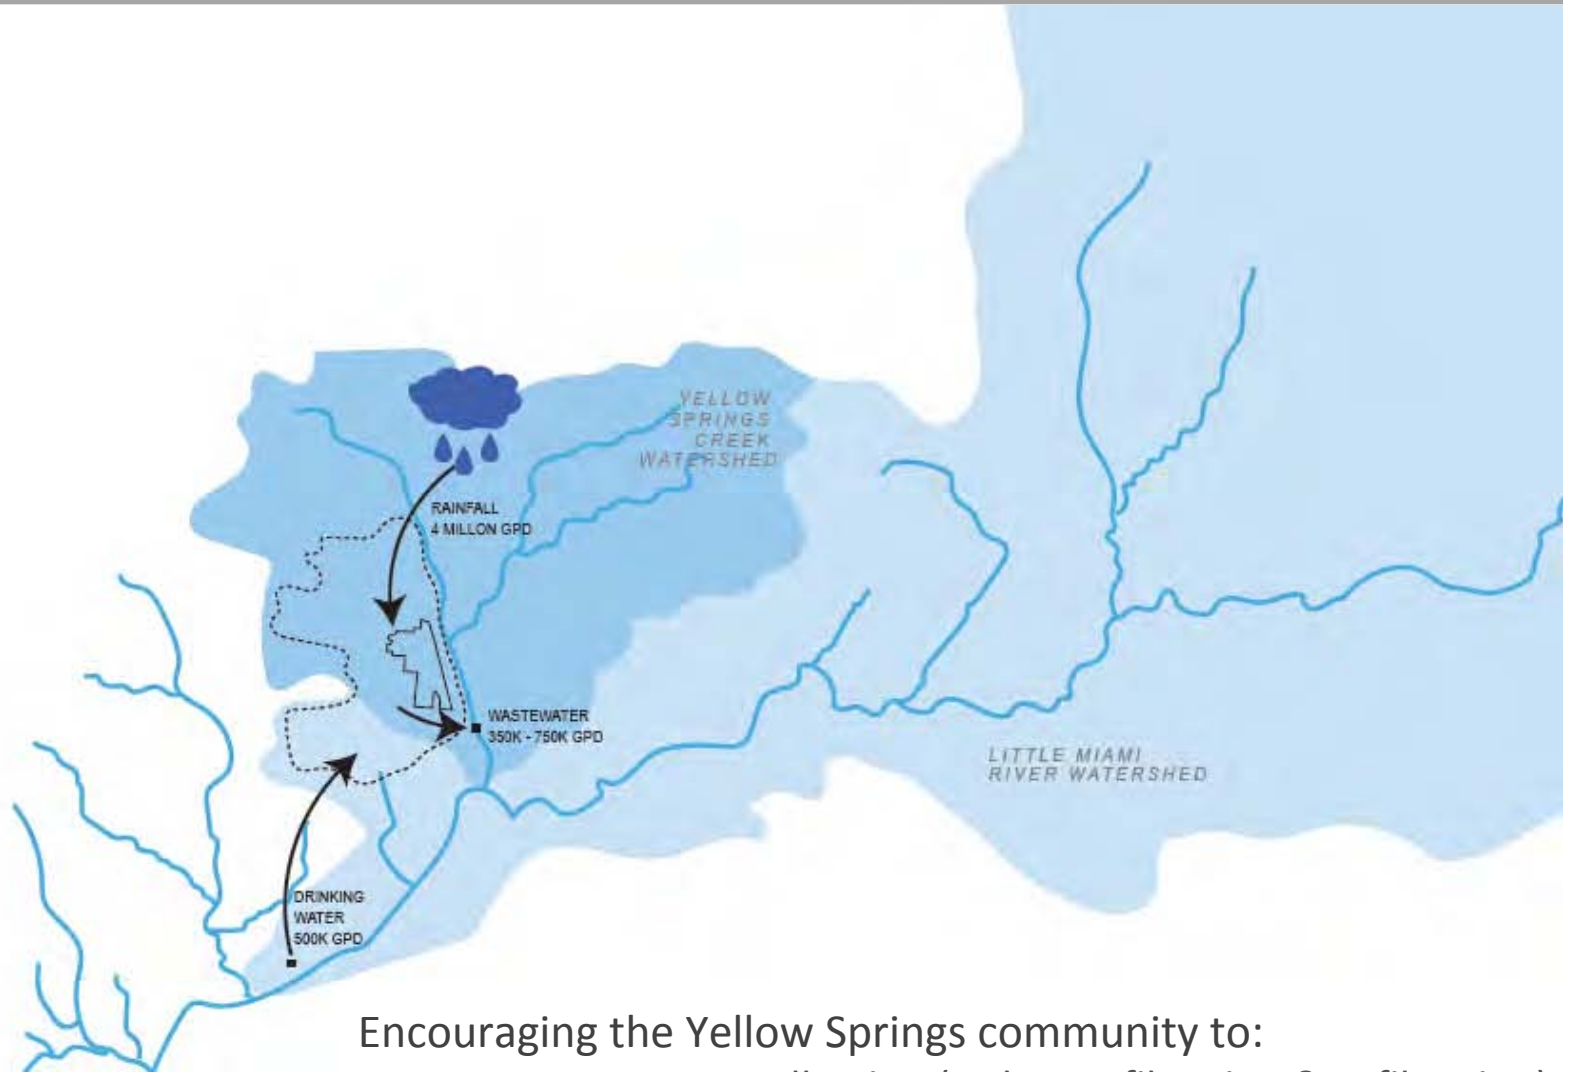 YELLOW
SPRINGS
CREEK
WATERSHED
RAINFALL
4 MILLON GPD
WASTEWATER
350K - 750K GPD
LITTLE MIAMI
RIVER WATERSHED
DRINKING
WATER
500K GPD
Encouraging the Yellow Springs community to: